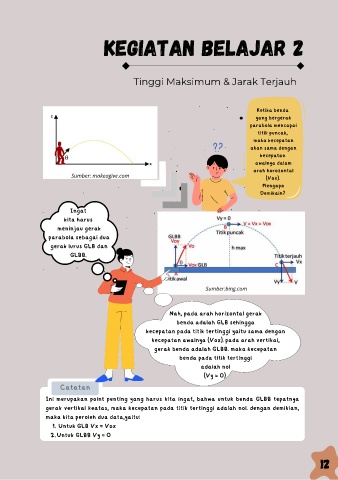 KEGIATAN BELAJAR 2
Tinggi Maksimum & Jarak Terjauh
Ketika benda
yang bergerak
parabola mencapai
titik puncak,
maka kecepatan
akan sama dengan
kecepatan
awalnya dalam
arah horozontal
(Vox).
Mengapa
Demikain?
??
x
Sumber: makeagive.com
Ingat
kita harus
meninjau gerak
parabola sebagai dua
gerak lurus GLB dan
GLBB.
Vy = 0
V = Vx = Vox
Titik puncak
GLBB
Voy
Vo
h max
Titik terjauh
Vox GLB
C
Vx
Titik awal
Vy
V
Sumber:bing.com
Nah, pada arah horizontal gerak
benda adalah GLB sehingga
kecepatan pada titik tertinggi yaitu sama dengan
kecepatan awalnya (Vox). pada arah vertikal,
gerak benda adalah GLBB. maka kecepatan
benda pada titik tertinggi
adalah nol
(Vy = 0)
Catatan
Ini merupakan point penting yang harus kita ingat, bahwa untuk benda GLBB tepatnya
gerak vertikal keatas, maka kecepatan pada titik tertinggi adalah nol. dengan demikian,
maka kita peroleh dua data,yaitu:
1. Untuk GLB Vx = Vox
2. Untuk GLBB Vy = 0
12